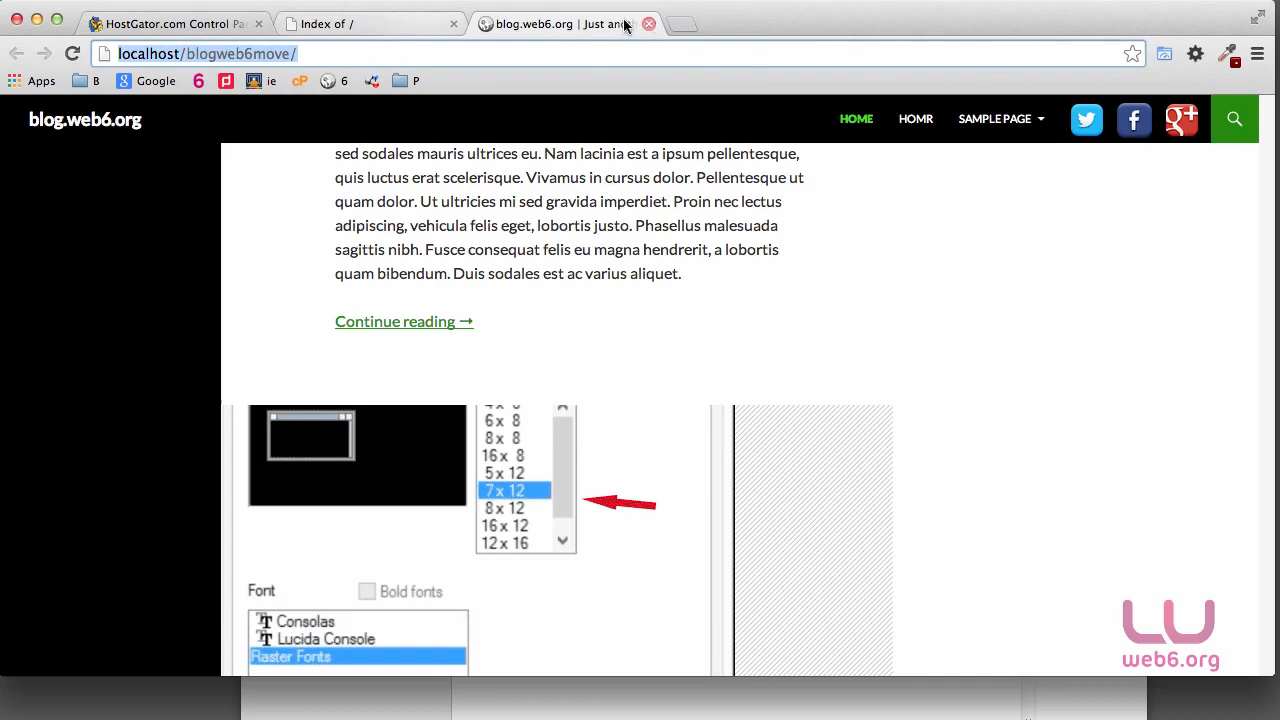 HostGator.com Control Pa
Index of /
blog.web6.org | Just an
localhost/blogweb6move/
Apps
B
Google
6
ie
cP
6
P
blog.web6.org
HOME
HOMR
SAMPLE PAGE
sed sodales mauris ultrices eu. Nam lacinia est a ipsum pellentesque,
quis luctus erat scelerisque. Vivamus in cursus dolor. Pellentesque ut
quam dolor. Ut ultricies mi sed gravida imperdiet. Proin nec lectus
adipiscing, vehicula felis eget, lobortis justo. Phasellus malesuada
sagittis nibh. Fusce consequat felis eu magna hendrerit, a lobortis
quam bibendum. Duis sodales est ac varius aliquet.
Continue reading →
6 x 8
8 x 8
16 x 8
5 x 12
7 x 12
8 x 12
16 x 12
12 x 16
Font
Bold fonts
Consolas
Lucida Console
Raster Fonts
web6.org